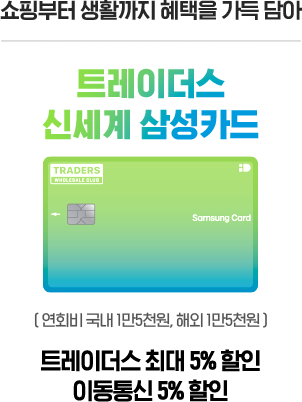 쇼핑부터 생활까지 혜택을 가득 담아
트레이더스
신세계 삼성카드
TRADERS
WHOLESALE CLUB
iD
Samsung Card
( 연회비 국내 1만5천원, 해외 1만5천원 )
트레이더스 최대 5% 할인
이동통신 5% 할인